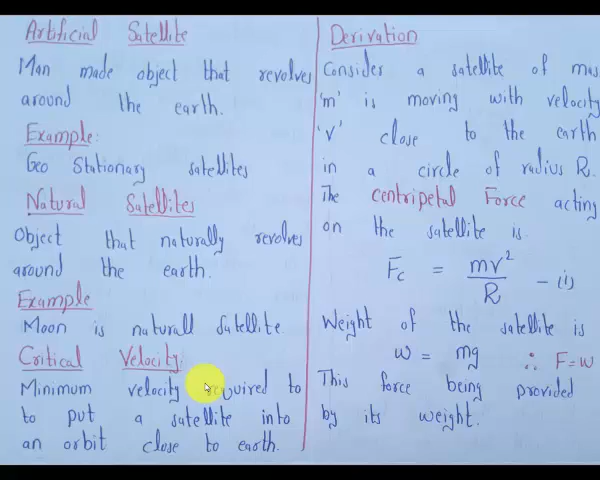 Artificial Satellite
Man made object that revolves
around the earth.
Example:
Geo Stationary satellites
Natural Satellites
Object that naturally revolves
around the earth.
Example
Moon is naturall satellite.
Critical Velocity:
Minimum velocity required to
to put a satellite into
an orbit close to earth.
Derivation
Consider a satellite of mas
'm' is moving with velocity
'v' close to the earth
in a circle of radius R.
The centripetal Force acting
on the satellite is.
Fc = mv²/R – (i)
Weight of the satellite is
w = mg ∴ F=w
This force being provided
by its weight.